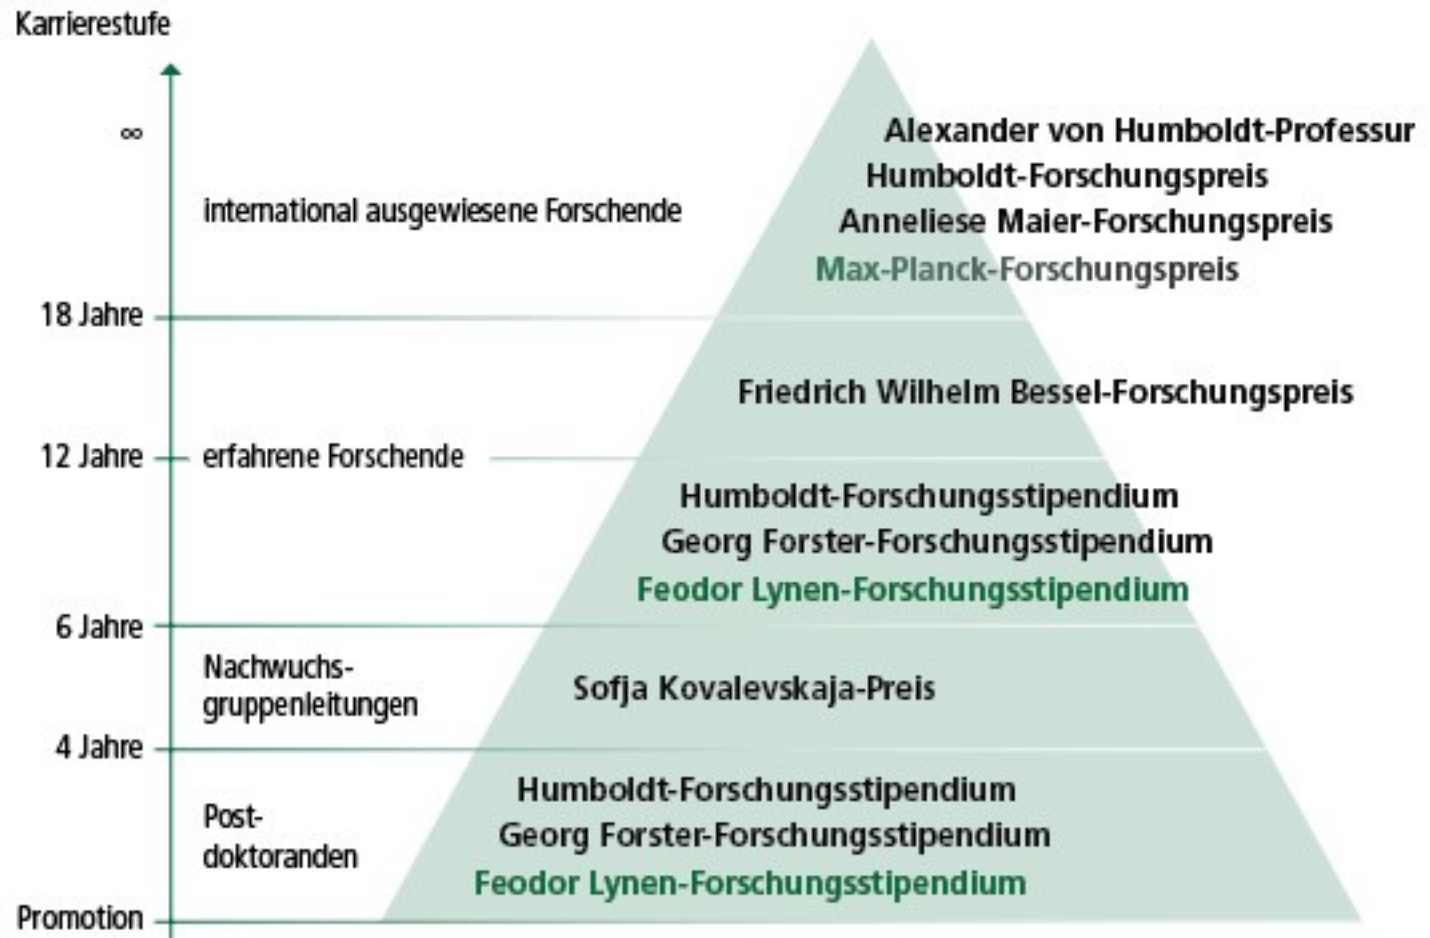 Karrierestufe
∞
Alexander von Humboldt-Professur
Humboldt-Forschungspreis
international ausgewiesene Forschende
Anneliese Maier-Forschungspreis
Max-Planck-Forschungspreis
18 Jahre
Friedrich Wilhelm Bessel-Forschungspreis
12 Jahre
erfahrene Forschende
Humboldt-Forschungsstipendium
Georg Forster-Forschungsstipendium
Feodor Lynen-Forschungsstipendium
6 Jahre
Nachwuchs-
gruppenleitungen
Sofja Kovalevskaja-Preis
4 Jahre
Post-
doktoranden
Humboldt-Forschungsstipendium
Georg Forster-Forschungsstipendium
Feodor Lynen-Forschungsstipendium
Promotion